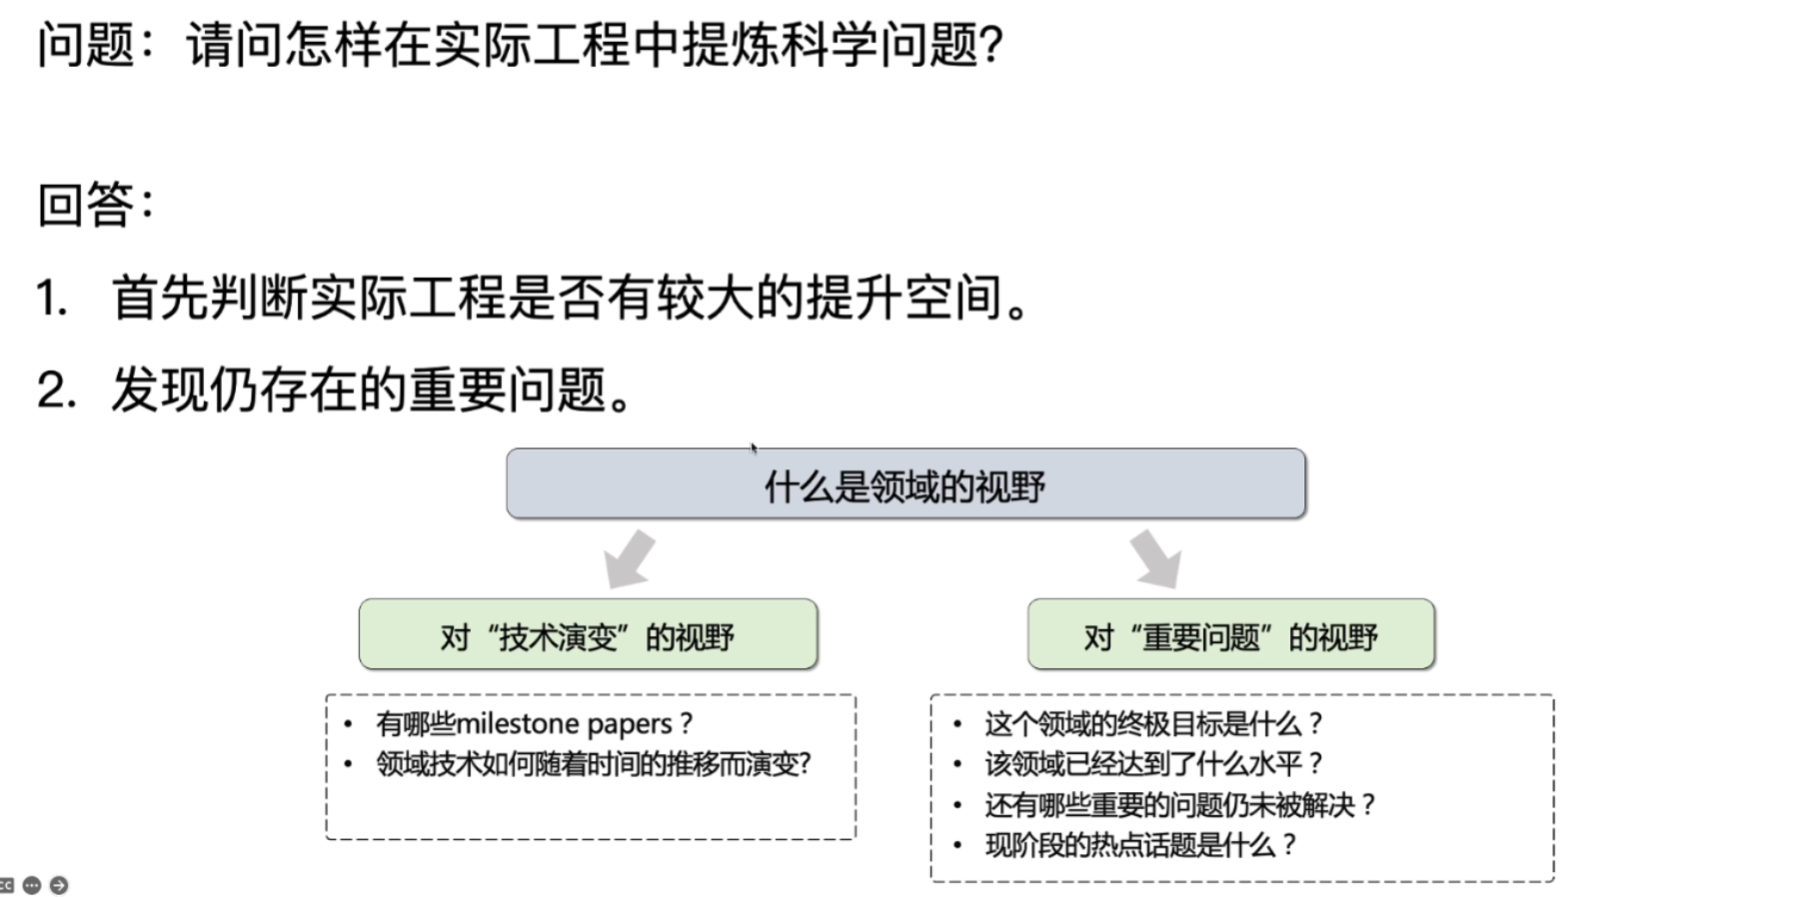 问题：请问怎样在实际工程中提炼科学问题？
回答：
1. 首先判断实际工程是否有较大的提升空间。
2. 发现仍存在的重要问题。
什么是领域的视野
对“技术演变”的视野
对“重要问题”的视野
• 有哪些milestone papers？
• 领域技术如何随着时间的推移而演变?
• 这个领域的终极目标是什么？
• 该领域已经达到了什么水平？
• 还有哪些重要的问题仍未被解决？
• 现阶段的热点话题是什么？
CC